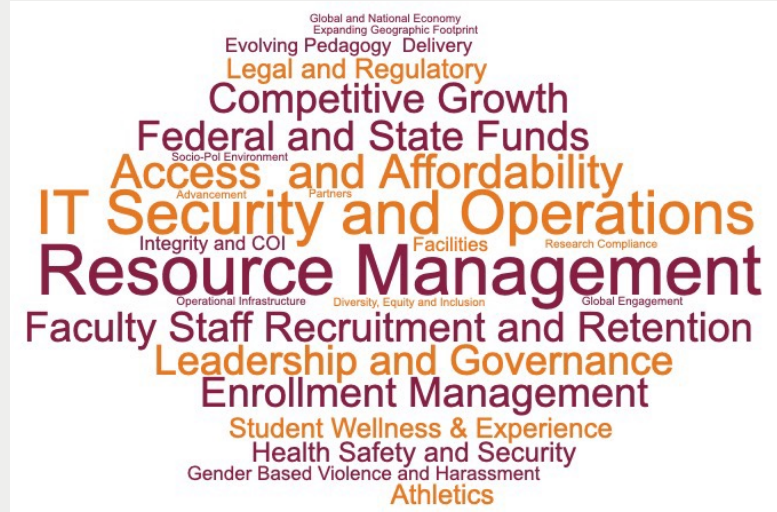 Global and National Economy
Expanding Geographic Footprint
Evolving Pedagogy Delivery
Legal and Regulatory
Competitive Growth
Federal and State Funds
Socio-Pol Environment
Access and Affordability
Advancement
Partners
IT Security and Operations
Integrity and COI
Facilities
Research Compliance
Resource Management
Operational Infrastructure
Diversity, Equity and Inclusion
Global Engagement
Faculty Staff Recruitment and Retention
Leadership and Governance
Enrollment Management
Student Wellness & Experience
Health Safety and Security
Gender Based Violence and Harassment
Athletics